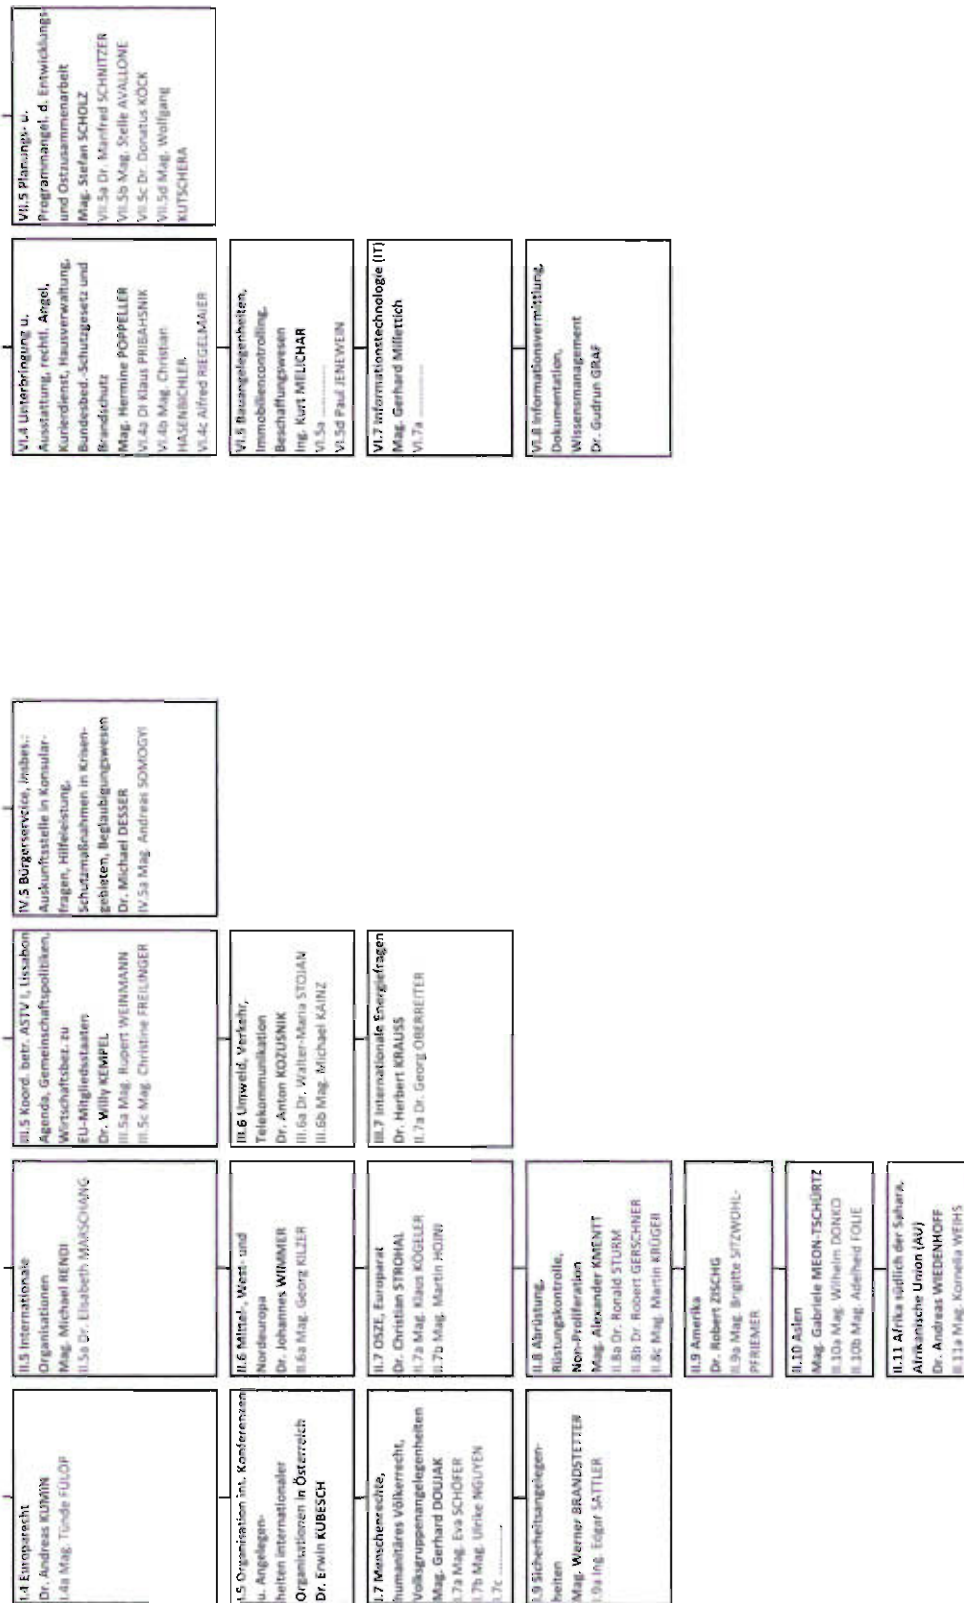 I.4 Europarecht
Dr. Andreas KUMIN
I.4a Mag. Tünde FÜLÖP
I.5 Organisation int. Konferenzen
u. Angelegen-
heiten internationaler
Organisationen in Österreich
Dr. Erwin KUBESCH
I.7 Menschenrechte,
humanitäres Völkerrecht,
Volksgruppenangelegenheiten
Mag. Gerhard DOUJAK
I.7a Mag. Eva SCHÖFER
I.7b Mag. Ulrike NGUYEN
I.7c ............
I.9 Sicherheitsangelegen-
heiten
Mag. Werner BRANDSTETTER
I.9a Ing. Edgar SATTLER
II.5 Internationale
Organisationen
Mag. Michael RENDI
II.5a Dr. Elisabeth MARSCHANG
II.6 Mittel-, West- und
Nordeuropa
Dr. Johannes WIMMER
II.6a Mag. Georg KILZER
II.7 OSZE, Europarat
Dr. Christian STROHAL
II.7a Mag. Klaus KÖGELER
II.7b Mag. Martin HOJNI
II.8 Abrüstung,
Rüstungskontrolle,
Non-Proliferation
Mag. Alexander KMENTT
II.8a Dr. Ronald STURM
II.8b Dr. Robert GERSCHNER
II.8c Mag. Martin KRÜGER
II.9 Amerika
Dr. Robert ZISCHG
II.9a Mag. Brigitte SITZWOHL-
PFRIEMER
II.10 Asien
Mag. Gabriele MEON-TSCHÜRTZ
II.10a Mag. Wilhelm DONKO
II.10b Mag. Adelheid FOLIE
II.11 Afrika südlich der Sahara,
Afrikanische Union (AU)
Dr. Andreas WIEDENHOFF
II.11a Mag. Kornelia WEIHS
III.5 Koord. betr. ASTV I, Lissabon
Agenda, Gemeinschaftspolitiken,
Wirtschaftsbez. zu
EU-Mitgliedsstaaten
Dr. Willy KEMPEL
III.5a Mag. Rupert WEINMANN
III.5c Mag. Christine FREILINGER
III.6 Umweld, Verkehr,
Telekommunikation
Dr. Anton KOZUSNIK
III.6a Dr. Walter-Maria STOJAN
III.6b Mag. Michael KAINZ
III.7 Internationale Energiefragen
Dr. Herbert KRAUSS
II.7a Dr. Georg OBERREITER
IV.5 Bürgerservcice, insbes.:
Auskunftsstelle in Konsular-
fragen, Hilfeleistung,
Schutzmaßnahmen in Krisen-
gebieten, Beglaubigungswesen
Dr. Michael DESSER
IV.5a Mag. Andreas SOMOGYI
VI.4 Unterbringung u.
Ausstattung, rechtl. Angel,
Kurierdienst, Hausverwaltung,
Bundesbed.-Schutzgesetz und
Brandschutz
Mag. Hermine POPPELLER
VI.4a DI Klaus PRIBAHSNIK
VI.4b Mag. Christian
HASENBICHLER
VI.4c Alfred RIEGELMAIER
VI.6 Bauangelegenheiten,
Immobiliencontrolling,
Beschaffungswesen
Ing. Kurt MELICHAR
VI.5a ............
VI.5d Paul JENEWEIN
VI.7 Informationstechnologie (IT)
Mag. Gerhard Millettich
VI.7a ............
VI.8 Informationsvermittlung,
Dokumentation,
Wissensmanagement
Dr. Gudrun GRAF
VII.5 Planungs- u.
Programmangel. d. Entwicklungs-
und Ostzusammenarbeit
Mag. Stefan SCHOLZ
VII.5a Dr. Manfred SCHNITZER
VII.5b Mag. Stelle AVALLONE
VII.5c Dr. Donatus KÖCK
VII.5d Mag. Wolfgang
KUTSCHERA